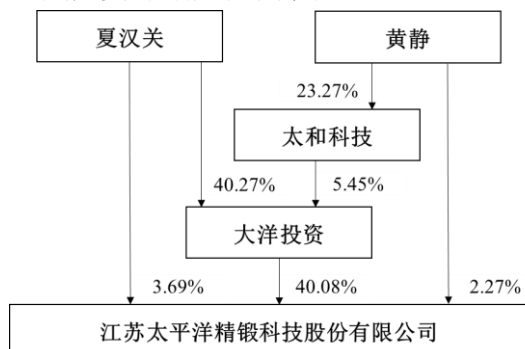 夏汉关
黄静
23.27%
太和科技
40.27%
5.45%
大洋投资
3.69%
40.08%
2.27%
江苏太平洋精锻科技股份有限公司